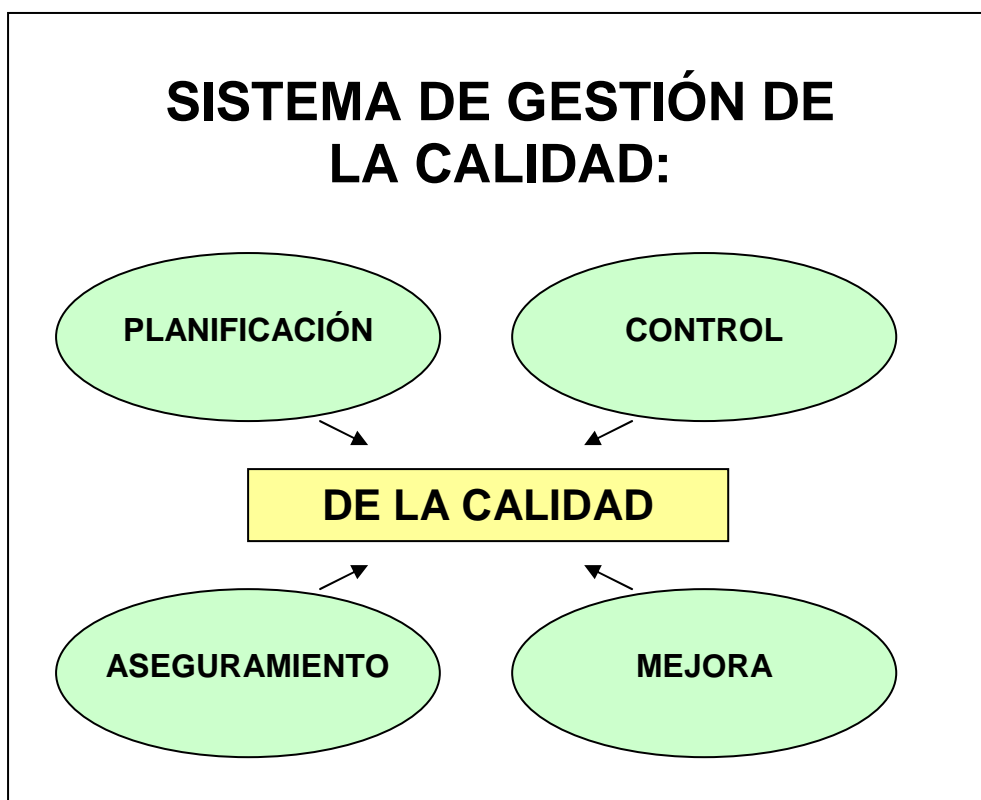 SISTEMA DE GESTIÓN DE
LA CALIDAD:
PLANIFICACIÓN
CONTROL
DE LA CALIDAD
ASEGURAMIENTO
MEJORA